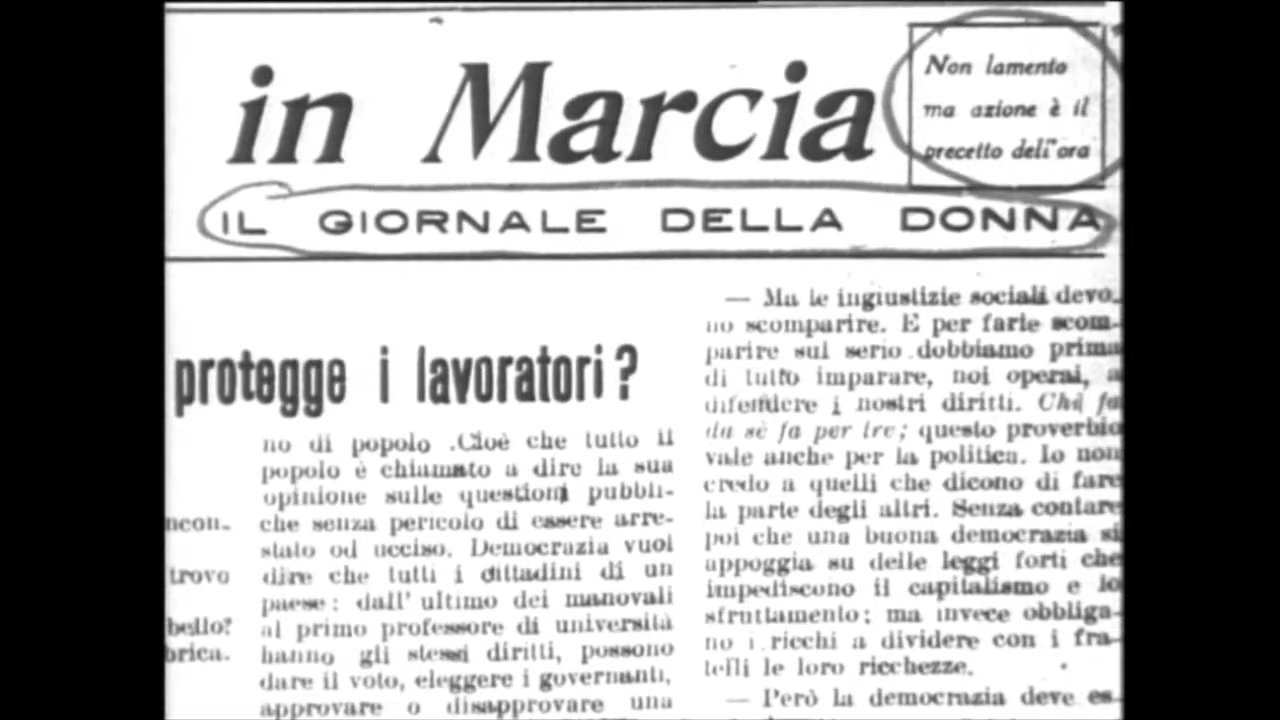 in Marcia
Non lamento
ma azione è il
precetto dell'ora
IL GIORNALE DELLA DONNA
protegge i lavoratori?
no di popolo .Cioè che tutto il
popolo è chiamato a dire la sua
opinione sulle questioni pubbli-
che senza pericolo di essere arre-
stato od ucciso. Democrazia vuol
dire che tutti i cittadini di un
paese: dall' ultimo dei manovali
al primo professore di università
hanno gli stessi diritti, possono
dare il voto, eleggere i governanti,
approvare o disapprovare una
ncon-
trovo
bello?
brica.
— Ma le ingiustizie sociali devo-
no scomparire. E per farle scom-
parire sul serio dobbiamo prima
di tutto imparare, noi operai, a
difendere i nostri diritti. Chi fa
da sè fa per tre; questo proverbio
vale anche per la politica. Io non
credo a quelli che dicono di fare
la parte degli altri. Senza contare
poi che una buona democrazia si
appoggia su delle leggi forti che
impediscono il capitalismo e lo
sfruttamento; ma invece obbliga-
no i ricchi a dividere con i fra-
telli le loro ricchezze.
— Però la democrazia deve es-